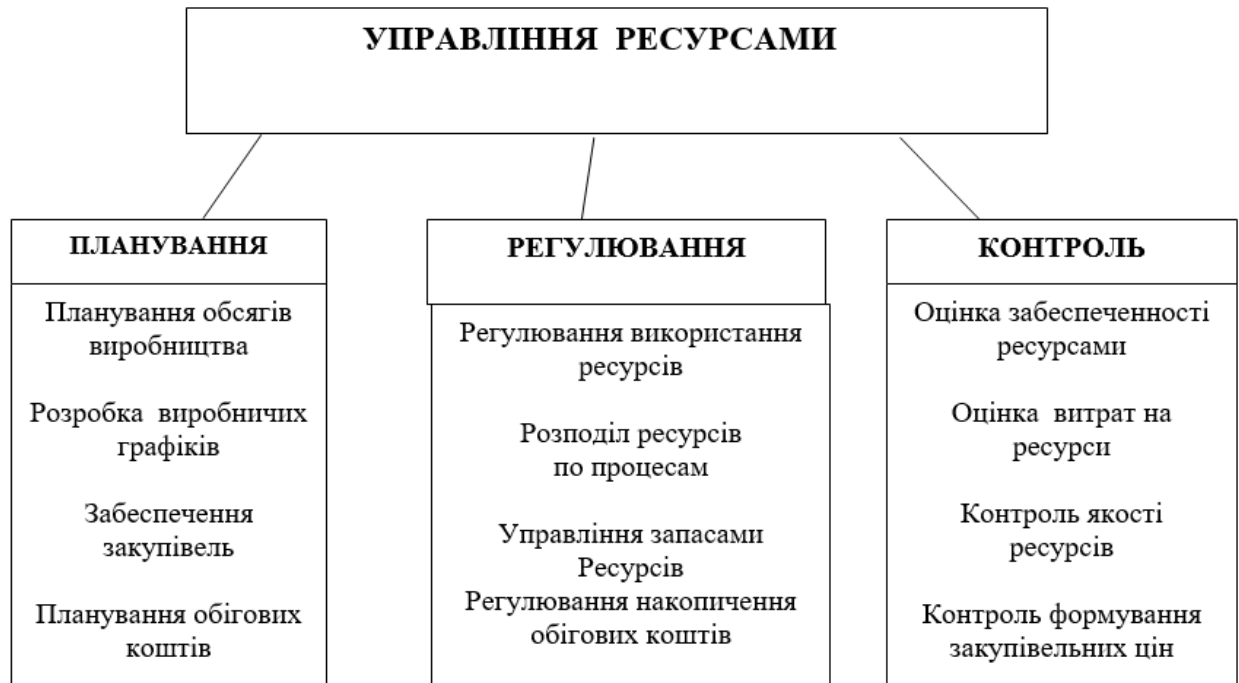 УПРАВЛІННЯ РЕСУРСАМИ
ПЛАНУВАННЯ
Планування обсягів
виробництва
Розробка виробничих
графіків
Забеспечення
закупівель
Планування обігових
коштів
РЕГУЛЮВАННЯ
Регулювання використання
ресурсів
Розподіл ресурсів
по процесам
Управління запасами
Ресурсів
Регулювання накопичення
обігових коштів
КОНТРОЛЬ
Оцінка забеспеченності
ресурсами
Оцінка витрат на
ресурси
Контроль якості
ресурсів
Контроль формування
закупівельних цін